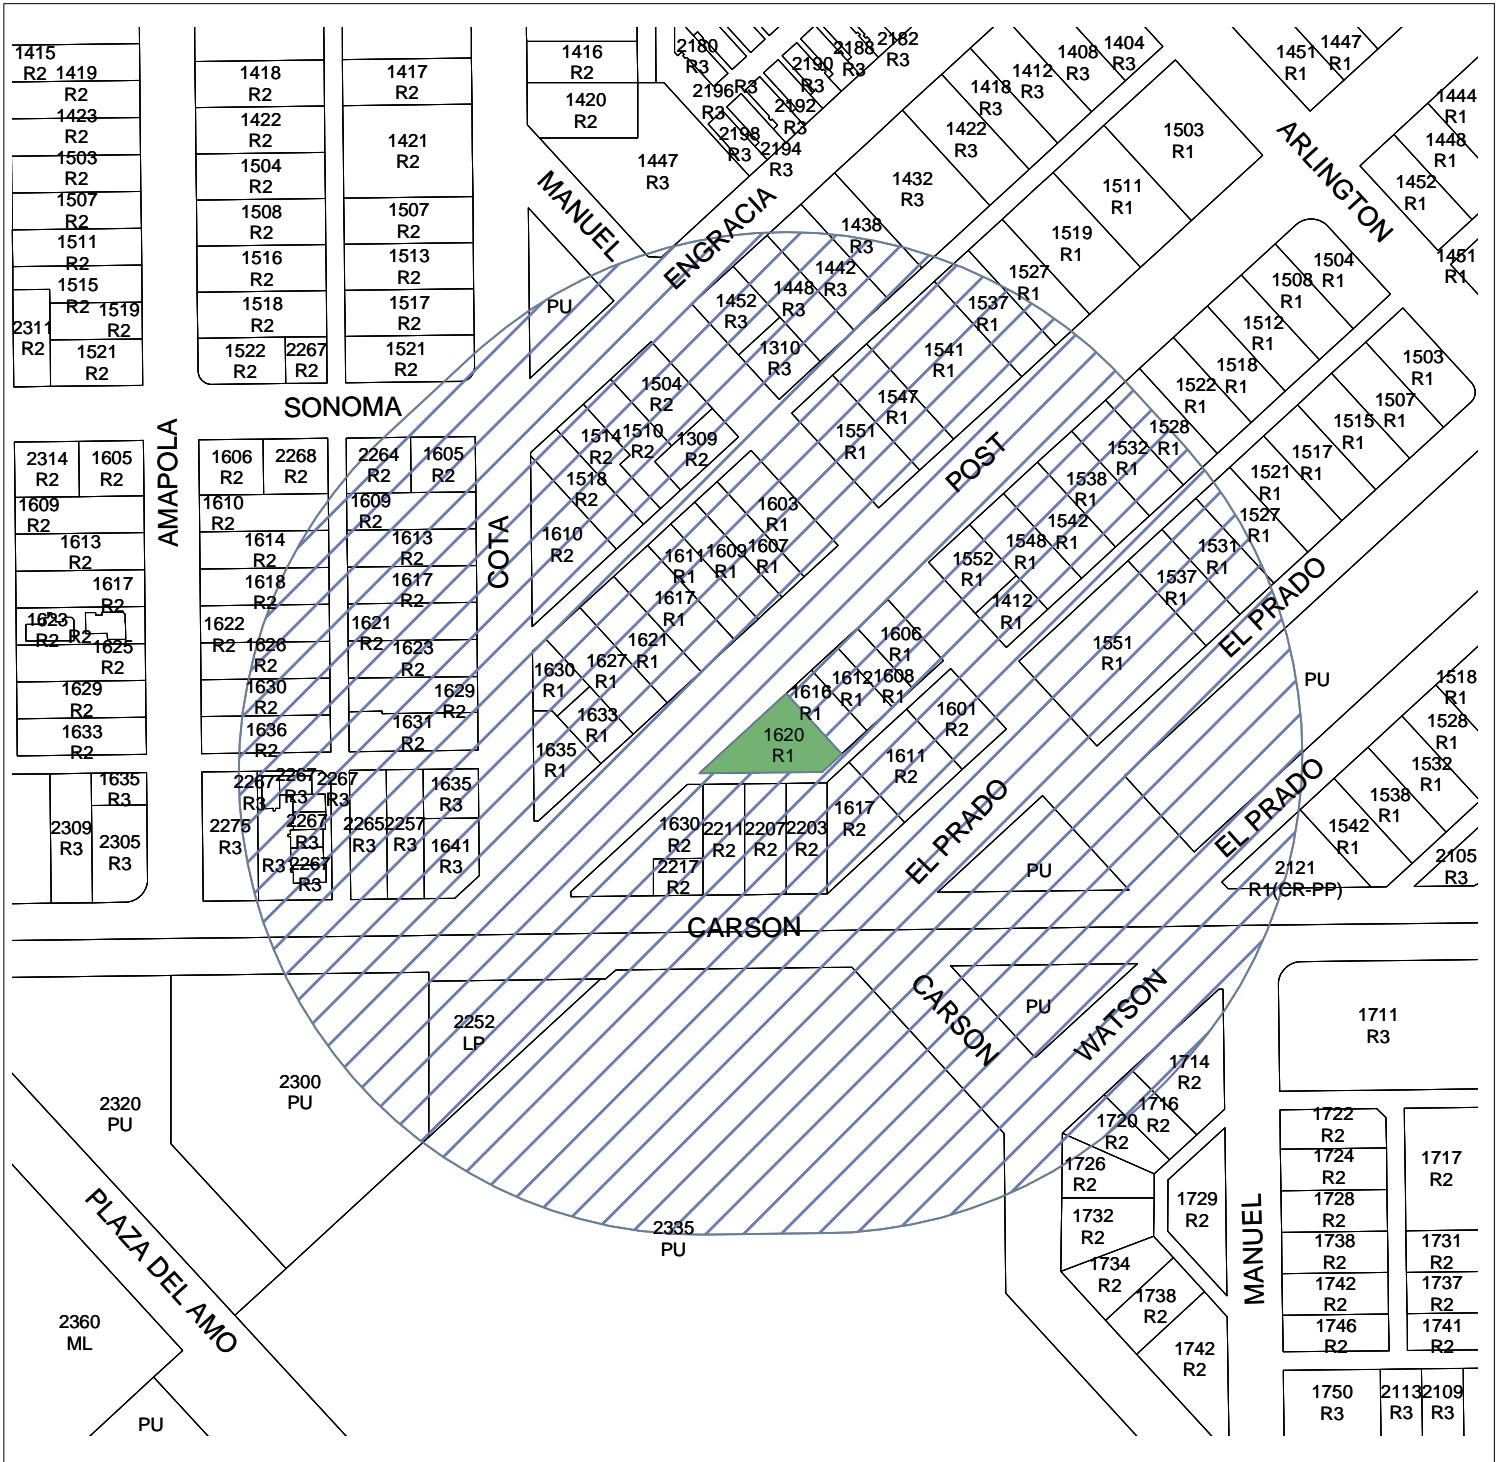 1415
R2
1419
R2
1423
R2
1503
R2
1507
R2
1511
R2
1515
R2
1519
R2
2311
R2
1521
R2
1418
R2
1422
R2
1504
R2
1508
R2
1516
R2
1518
R2
1522
R2
2267
R2
1417
R2
1421
R2
1507
R2
1513
R2
1517
R2
1521
R2
1416
R2
1420
R2
1447
R3
2180
R3
2196
R3
R3
2198
R3
2190
R3
2192
R3
2194
R3
2188
R3
2182
R3
MANUEL
ENGRACIA
PU
1404
R3
1408
R3
1412
R3
1418
R3
1422
R3
1432
R3
1438
R3
1442
R3
1448
R3
1452
R3
1310
R3
1503
R1
1511
R1
1519
R1
1527
R1
1537
R1
1541
R1
1547
R1
1551
R1
1451
R1
1447
R1
1444
R1
1448
R1
1452
R1
1451
R1
ARLINGTON
1504
R1
1508
R1
1512
R1
1518
R1
1522
R1
1528
R1
1532
R1
1538
R1
1542
R1
1548
R1
1552
R1
1412
R1
1503
R1
1507
R1
1515
R1
1517
R1
1521
R1
1527
R1
1531
R1
1537
R1
1551
R1
SONOMA
AMAPOLA
COTA
POST
EL PRADO
1504
R2
1510
R2
1514
R2
1309
R2
1518
R2
1610
R2
2314
R2
1605
R2
1609
R2
1613
R2
1617
R2
1623
R2
R2
1625
R2
1629
R2
1633
R2
1606
R2
2268
R2
1610
R2
1614
R2
1618
R2
1622
R2
1626
R2
1630
R2
1636
R2
2264
R2
1605
R2
1609
R2
1613
R2
1617
R2
1621
R2
1623
R2
1629
R2
1631
R2
1603
R1
1607
R1
1609
R1
1611
R1
1617
R1
1621
R1
1627
R1
1630
R1
1633
R1
1635
R1
1606
R1
1608
R1
1612
R1
1616
R1
1620
R1
1601
R2
1611
R2
1617
R2
1635
R3
2309
R3
2305
R3
2275
R3
2267
R3
2267
R3
2267
R3
2267
R3
R3
2267
R3
2265
R3
2257
R3
1635
R3
1641
R3
1630
R2
2217
R2
2211
R2
2207
R2
2203
R2
EL PRADO
PU
EL PRADO
PU
1518
R1
1528
R1
1532
R1
1538
R1
1542
R1
2121
R1(CR-PP)
2105
R3
CARSON
CARSON
PU
WATSON
2252
LP
2300
PU
2320
PU
2335
PU
2360
ML
PU
PLAZA DEL AMO
1714
R2
1716
R2
1720
R2
1726
R2
1732
R2
1734
R2
1738
R2
1742
R2
1729
R2
MANUEL
1711
R3
1722
R2
1724
R2
1728
R2
1738
R2
1742
R2
1746
R2
1717
R2
1731
R2
1737
R2
1741
R2
1750
R3
2113
R3
2109
R3